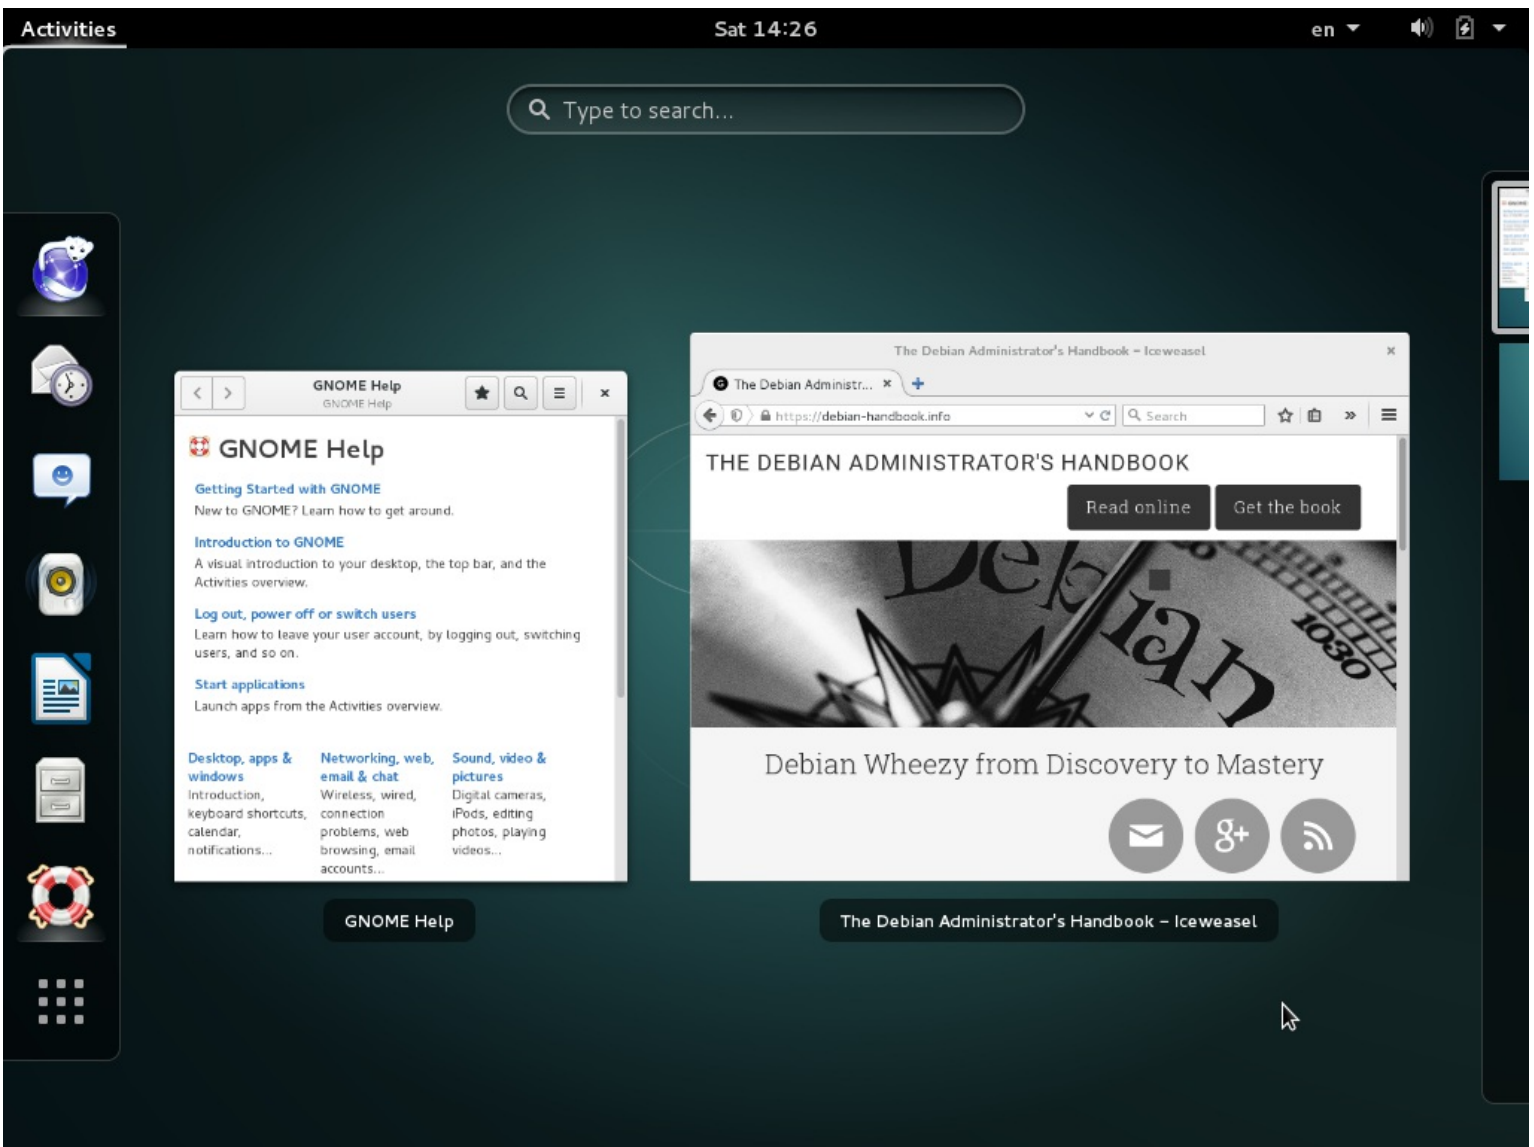 Activities
Sat 14:26
en
Type to search...
GNOME Help
GNOME Help
GNOME Help
Getting Started with GNOME
New to GNOME? Learn how to get around.
Introduction to GNOME
A visual introduction to your desktop, the top bar, and the
Activities overview.
Log out, power off or switch users
Learn how to leave your user account, by logging out, switching
users, and so on.
Start applications
Launch apps from the Activities overview.
Desktop, apps &
windows
Introduction,
keyboard shortcuts,
calendar,
notifications...
Networking, web,
email & chat
Wireless, wired,
connection
problems, web
browsing, email
accounts...
Sound, video &
pictures
Digital cameras,
iPods, editing
photos, playing
videos...
GNOME Help
The Debian Administrator's Handbook – Iceweasel
The Debian Administr...
https://debian-handbook.info
Search
THE DEBIAN ADMINISTRATOR'S HANDBOOK
Read online
Get the book
Debian
1030
Debian Wheezy from Discovery to Mastery
g+
The Debian Administrator's Handbook – Iceweasel